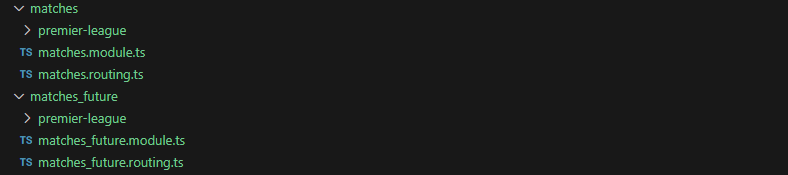 matches
premier-league
TS matches.module.ts
TS matches.routing.ts
matches_future
premier-league
TS matches_future.module.ts
TS matches_future.routing.ts